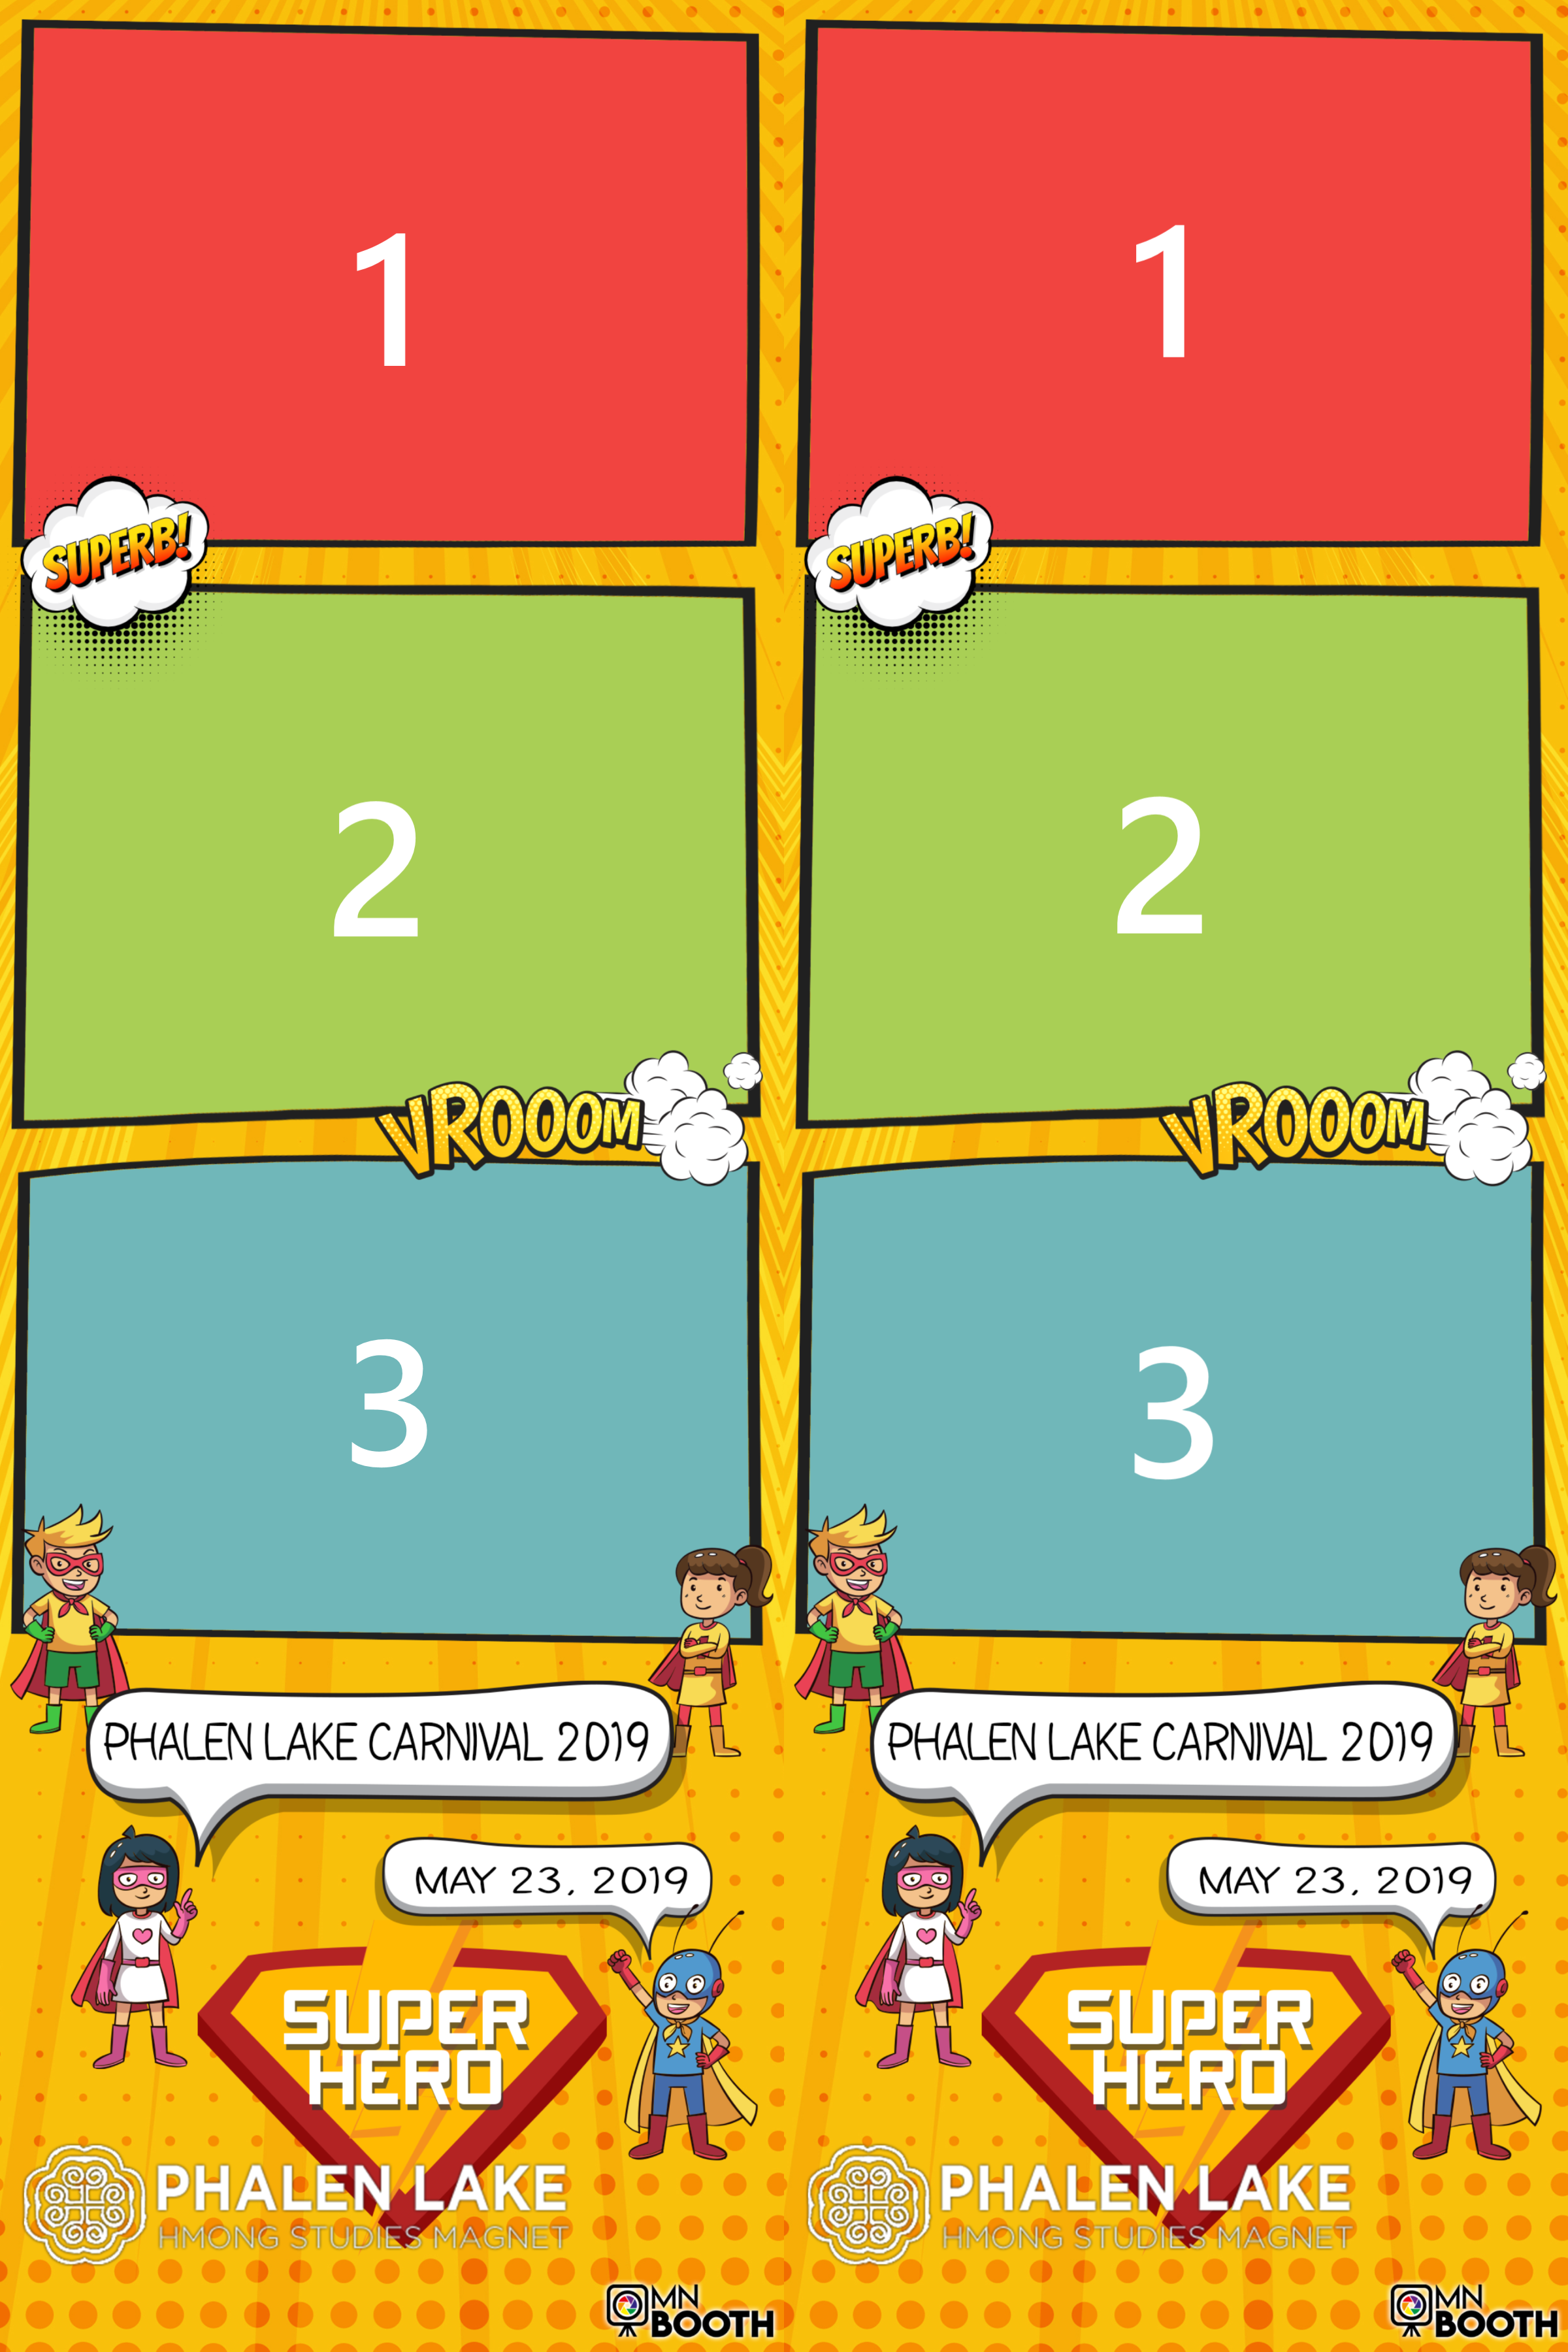 1
SUPERB!
2
VROOOM
3
PHALEN LAKE CARNIVAL 2019
MAY 23, 2019
SUPER
HERO
PHALEN LAKE
HMONG STUDIES MAGNET
MN
BOOTH
1
SUPERB!
2
VROOOM
3
PHALEN LAKE CARNIVAL 2019
MAY 23, 2019
SUPER
HERO
PHALEN LAKE
HMONG STUDIES MAGNET
MN
BOOTH